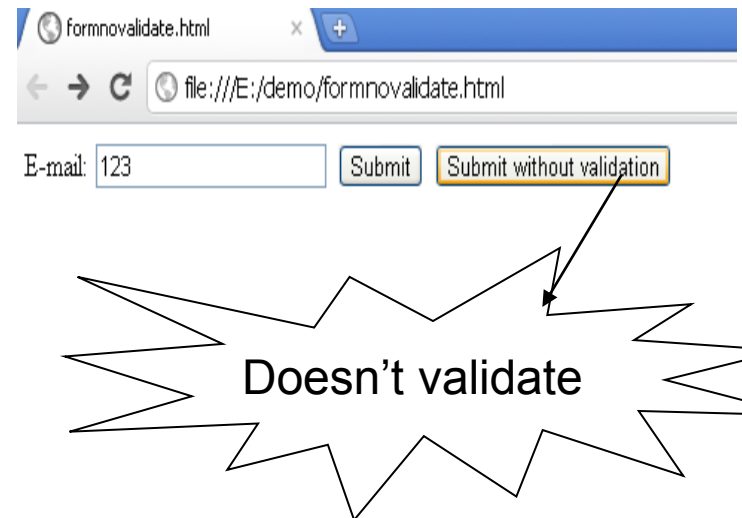 formnovalidate.html
file:///E:/demo/formnovalidate.html
E-mail: 123 Submit Submit without validation
Doesn’t validate